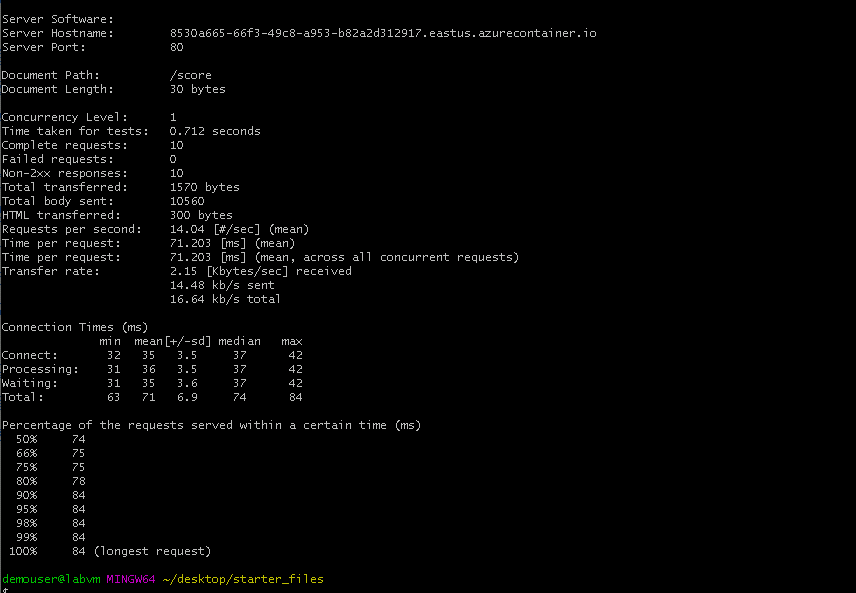 Server Software:
Server Hostname: 8530a665-66f3-49c8-a953-b82a2d312917.eastus.azurecontainer.io
Server Port: 80
Document Path: /score
Document Length: 30 bytes
Concurrency Level: 1
Time taken for tests: 0.712 seconds
Complete requests: 10
Failed requests: 0
Non-2xx responses: 10
Total transferred: 1570 bytes
Total body sent: 10560
HTML transferred: 300 bytes
Requests per second: 14.04 [#/sec] (mean)
Time per request: 71.203 [ms] (mean)
Time per request: 71.203 [ms] (mean, across all concurrent requests)
Transfer rate: 2.15 [Kbytes/sec] received
14.48 kb/s sent
16.64 kb/s total
Connection Times (ms)
min mean[+/-sd] median max
Connect: 32 35 3.5 37 42
Processing: 31 36 3.5 37 42
Waiting: 31 35 3.6 37 42
Total: 63 71 6.9 74 84
Percentage of the requests served within a certain time (ms)
50% 74
66% 75
75% 75
80% 78
90% 84
95% 84
98% 84
99% 84
100% 84 (longest request)
demouser@labvm MINGW64 ~/desktop/starter_files
$